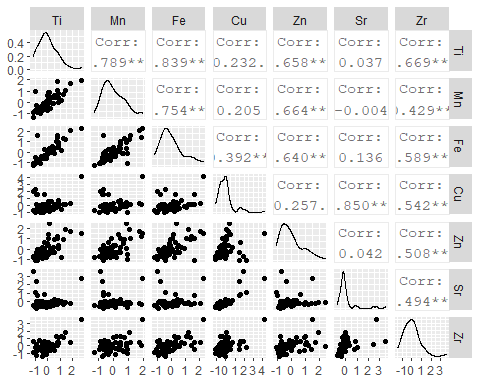 Ti Mn Fe Cu Zn Sr Zr
0.4 Corr: Corr: Corr: Corr: Corr: Corr:
0.2 .789** .839** 0.232. .658** 0.037 .669** Ti
0.0
2 Corr: Corr: Corr: Corr: Corr:
1 .754** 0.205 .664** -0.004 0.429** Mn
0
-1
2 Corr: Corr: Corr: Corr:
1 0.392** .640** 0.136 .589** Fe
0
-1
4 Corr: Corr: Corr:
3 0.257. .850** .542** Cu
2
1
0
-1
2 Corr: Corr:
1 0.042 .508** Zn
0
-1
3 Corr:
2 .494** Sr
1
0
3
2 Zr
1
0
-1
-1 0 1 2 -1 0 1 2 -1 0 1 2 -1 0 1 2 3 4 -1 0 1 2 0 1 2 3 -1 0 1 2 3